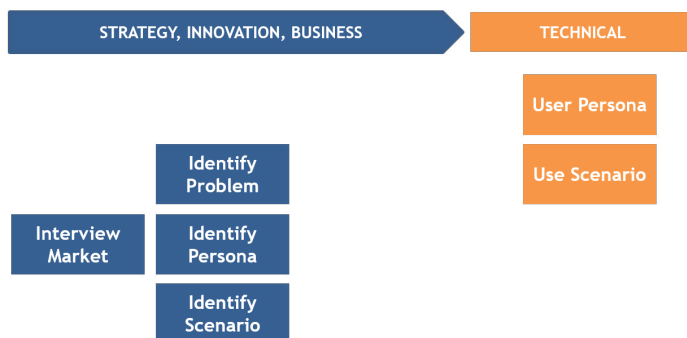 STRATEGY, INNOVATION, BUSINESS
TECHNICAL
User Persona
Identify
Problem
Use Scenario
Interview
Market
Identify
Persona
Identify
Scenario